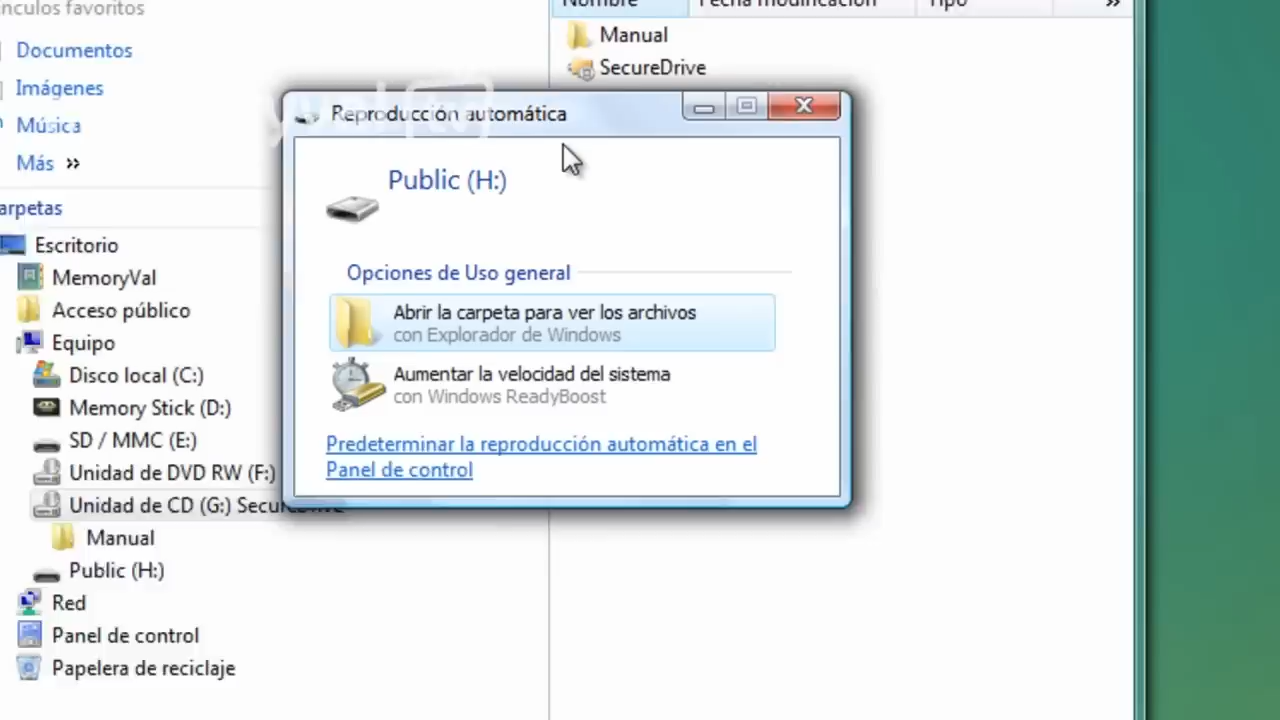 nculos favoritos
Documentos
Imágenes
Música
Más »
arpetas
Escritorio
MemoryVal
Acceso público
Equipo
Disco local (C:)
Memory Stick (D:)
SD / MMC (E:)
Unidad de DVD RW (F:)
Unidad de CD (G:) SecureDrive
Manual
Public (H:)
Red
Panel de control
Papelera de reciclaje
Nombre Fecha modificación Tipo »
Manual
SecureDrive
Reproducción automática
Public (H:)
Opciones de Uso general
Abrir la carpeta para ver los archivos
con Explorador de Windows
Aumentar la velocidad del sistema
con Windows ReadyBoost
Predeterminar la reproducción automática en el
Panel de control